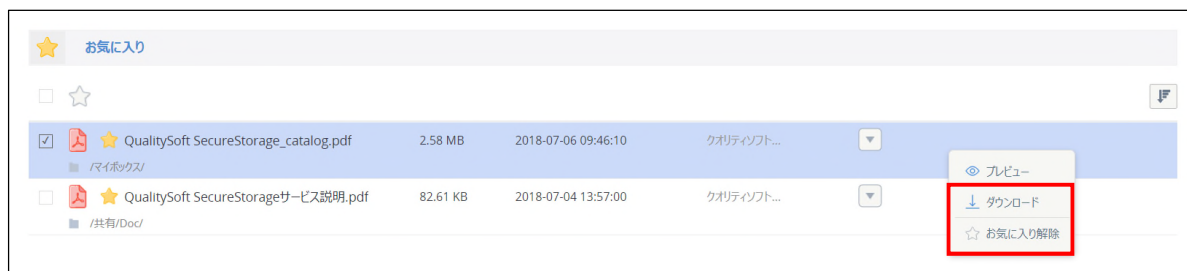 お気に入り
QualitySoft SecureStorage_catalog.pdf 2.58 MB 2018-07-06 09:46:10 クオリティソフト...
/マイボックス/
プレビュー
QualitySoft SecureStorageサービス説明.pdf 82.61 KB 2018-07-04 13:57:00 クオリティソフト...
ダウンロード
/共有/Doc/
お気に入り解除